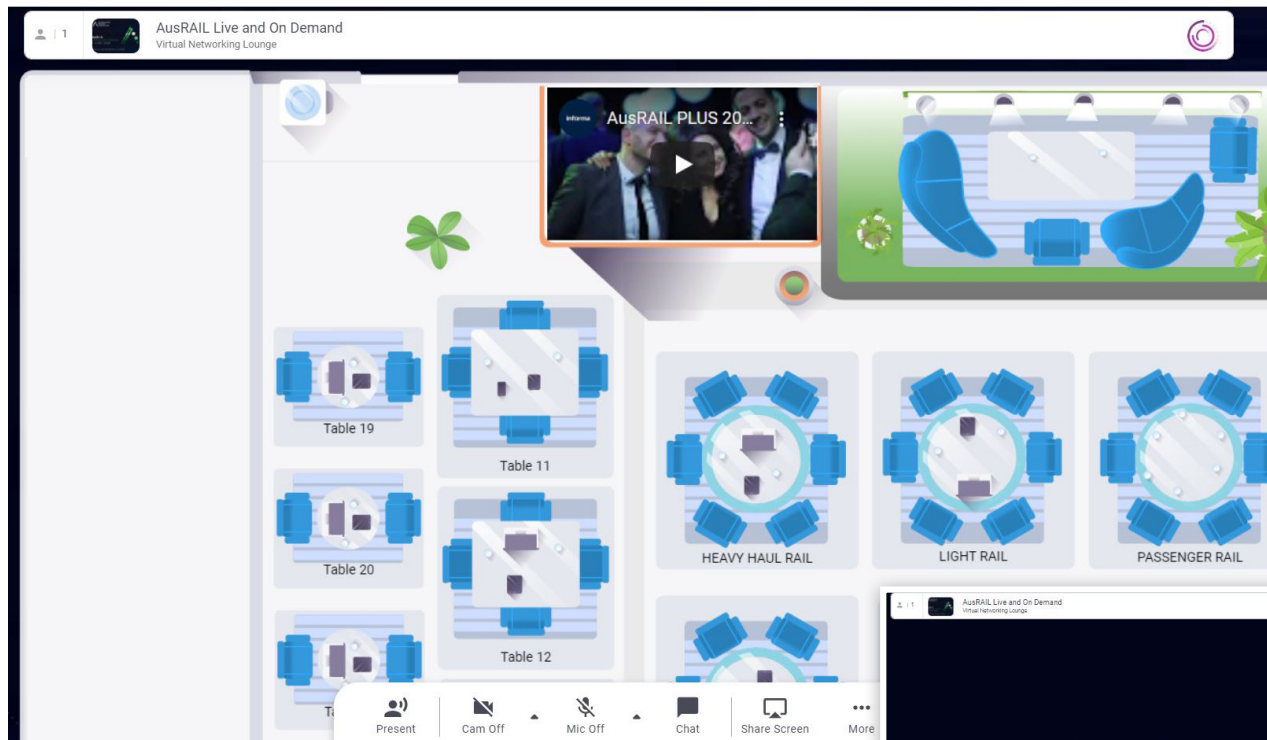 1
AusRAIL Live and On Demand
Virtual Networking Lounge
informa
AusRAIL PLUS 20...
Table 19
Table 11
HEAVY HAUL RAIL
LIGHT RAIL
PASSENGER RAIL
Table 20
Table 12
1
AusRAIL Live and On Demand
Virtual Networking Lounge
Present
Cam Off
Mic Off
Chat
Share Screen
More